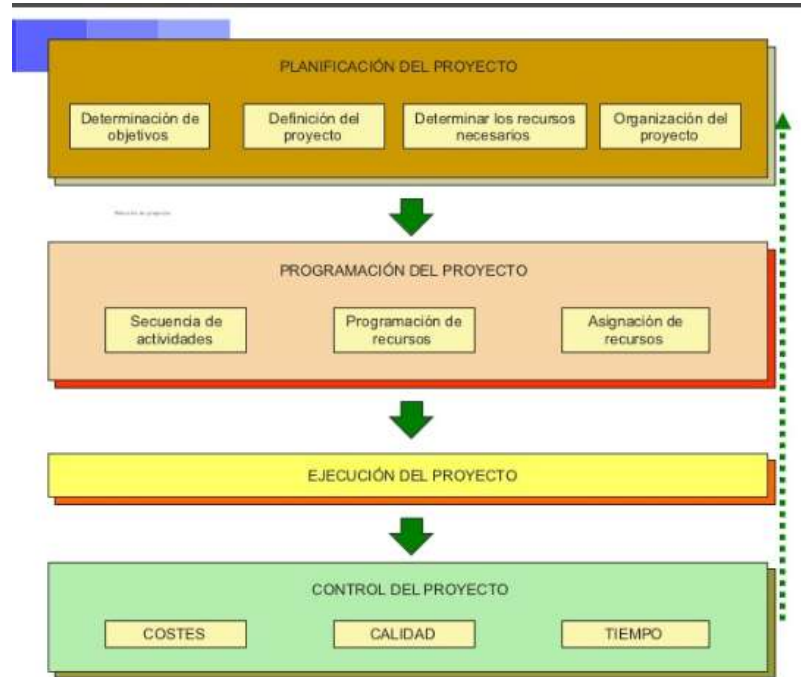 PLANIFICACIÓN DEL PROYECTO
Determinación de
objetivos
Definición del
proyecto
Determinar los recursos
necesarios
Organización del
proyecto
PROGRAMACIÓN DEL PROYECTO
Secuencia de
actividades
Programación de
recursos
Asignación de
recursos
EJECUCIÓN DEL PROYECTO
CONTROL DEL PROYECTO
COSTES
CALIDAD
TIEMPO